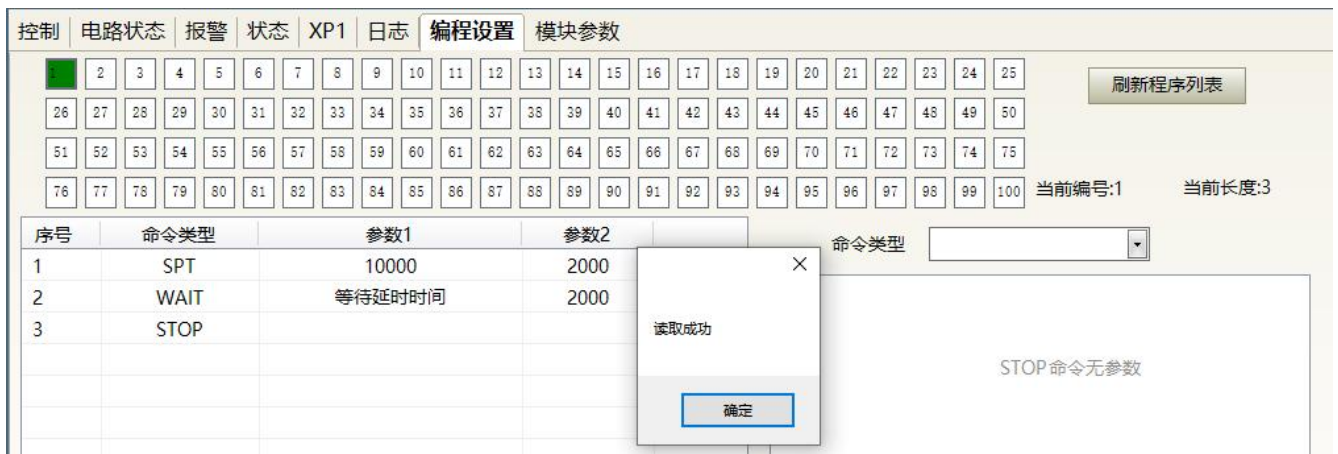 控制 电路状态 报警 状态 XP1 日志 编程设置 模块参数
1 2 3 4 5 6 7 8 9 10 11 12 13 14 15 16 17 18 19 20 21 22 23 24 25 刷新程序列表
26 27 28 29 30 31 32 33 34 35 36 37 38 39 40 41 42 43 44 45 46 47 48 49 50
51 52 53 54 55 56 57 58 59 60 61 62 63 64 65 66 67 68 69 70 71 72 73 74 75
76 77 78 79 80 81 82 83 84 85 86 87 88 89 90 91 92 93 94 95 96 97 98 99 100 当前编号:1 当前长度:3
序号 命令类型 参数1 参数2
1 SPT 10000 2000
2 WAIT 等待延时时间 2000
3 STOP
读取成功
确定
命令类型
STOP命令无参数